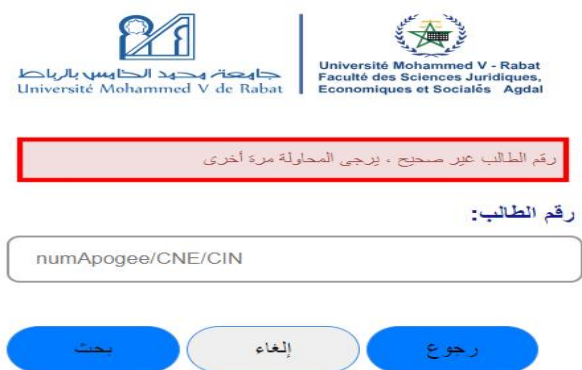 جامعة محمد الخامس بالرباط
Université Mohammed V de Rabat
Université Mohammed V - Rabat
Faculté des Sciences Juridiques,
Economiques et Sociales Agdal
رقم الطالب غير صحيح ، يرجى المحاولة مرة أخرى
رقم الطالب:
numApogee/CNE/CIN
رجوع
إلغاء
بحث